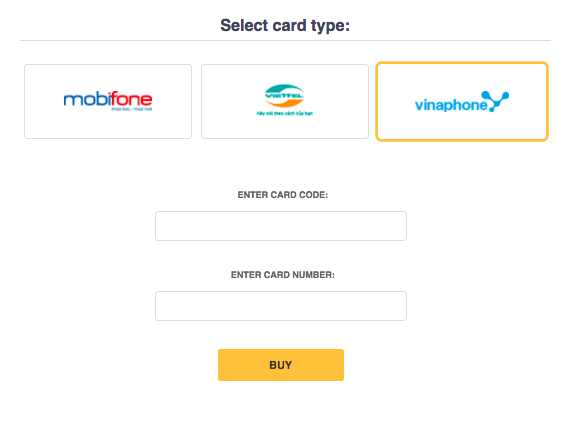 Select card type:
mobifone
VIETTEL
Hãy nói theo cách của bạn
vinaphone
ENTER CARD CODE:
ENTER CARD NUMBER:
BUY